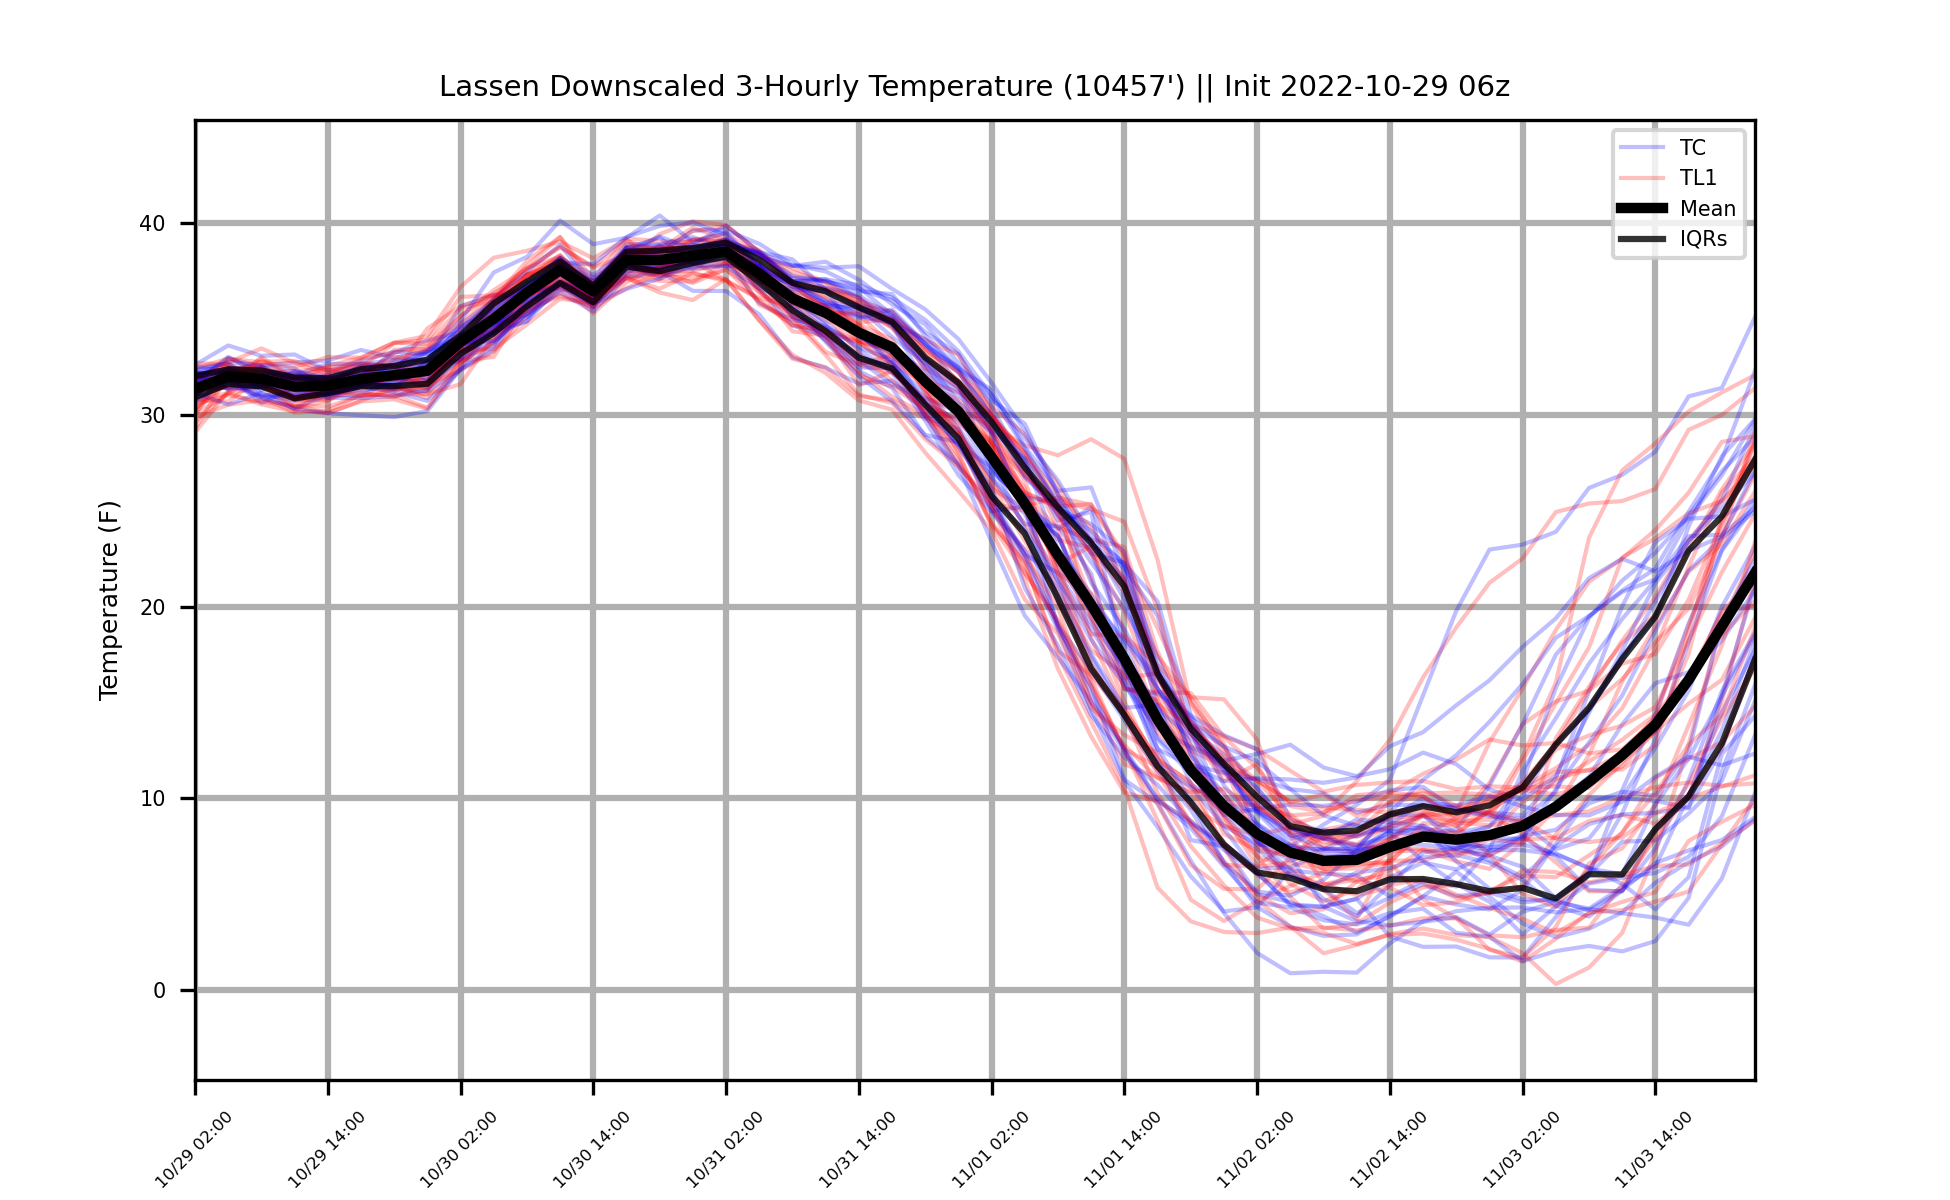 Lassen Downscaled 3-Hourly Temperature (10457') || Init 2022-10-29 06z
TC
TL1
Mean
IQRs
Temperature (F)
40
30
20
10
0
10/29 02:00
10/29 14:00
10/30 02:00
10/30 14:00
10/31 02:00
10/31 14:00
11/01 02:00
11/01 14:00
11/02 02:00
11/02 14:00
11/03 02:00
11/03 14:00